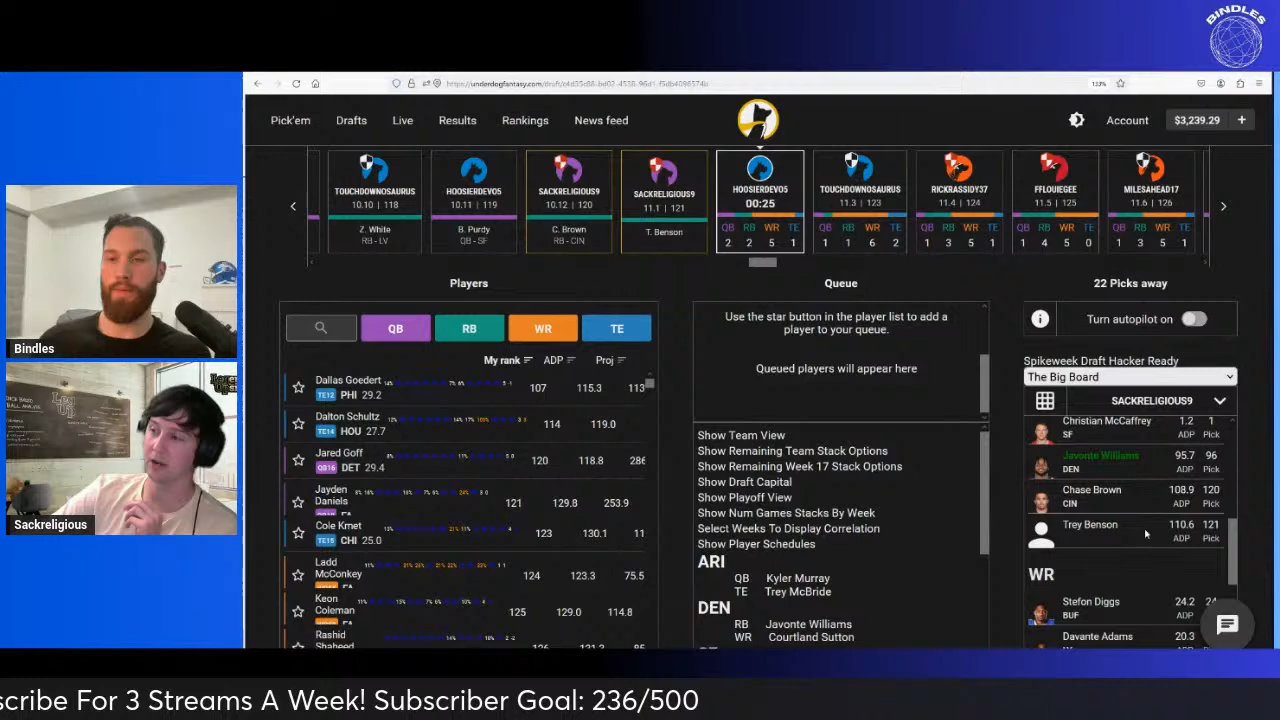 BINDLES
133%
Pick'em Drafts Live Results Rankings News feed
Account $3,239.29 +
TOUCHDOWNOSAURUS
10.10 | 118
Z. White
RB - LV
HOOSIERDEVO5
10.11 | 119
B. Purdy
QB - SF
SACKRELIGIOUS9
10.12 | 120
C. Brown
RB - CIN
SACKRELIGIOUS9
11.1 | 121
T. Benson
HOOSIERDEVO5
00:25
QB RB WR TE
2 2 5 1
TOUCHDOWNOSAURUS
11.3 | 123
QB RB WR TE
1 1 6 2
RICKRASSIDY37
11.4 | 124
QB RB WR TE
1 3 5 1
FFLOUIEGEE
11.5 | 125
QB RB WR TE
1 4 5 0
MILESAHEAD17
11.6 | 126
QB RB WR TE
1 3 5 1
Players
QB RB WR TE
My rank ADP Proj
Dallas Goedert
TE12 PHI 29.2
107 115.3 113
Dalton Schultz
TE14 HOU 27.7
114 119.0
Jared Goff
QB16 DET 29.4
120 118.8 286
Jayden
Daniels
121 129.8 253.9
Cole Kmet
TE15 CHI 25.0
123 130.1 11
Ladd
McConkey
124 123.3 75.5
Keon
Coleman
125 129.0 114.8
Rashid
Shaheed
Queue
Use the star button in the player list to add a
player to your queue.
Queued players will appear here
Show Team View
Show Remaining Team Stack Options
Show Remaining Week 17 Stack Options
Show Draft Capital
Show Playoff View
Show Num Games Stacks By Week
Select Weeks To Display Correlation
Show Player Schedules
ARI
QB Kyler Murray
TE Trey McBride
DEN
RB Javonte Williams
WR Courtland Sutton
22 Picks away
Turn autopilot on
Spikeweek Draft Hacker Ready
The Big Board
SACKRELIGIOUS9
Christian McCaffrey 1.2 1
SF ADP Pick
Javonte Williams 95.7 96
DEN ADP Pick
Chase Brown 108.9 120
CIN ADP Pick
Trey Benson 110.6 121
ADP Pick
WR
Stefon Diggs 24.2 24
BUF ADP
Davante Adams 20.3
Bindles
Sackreligious
scribe For 3 Streams A Week! Subscriber Goal: 236/500